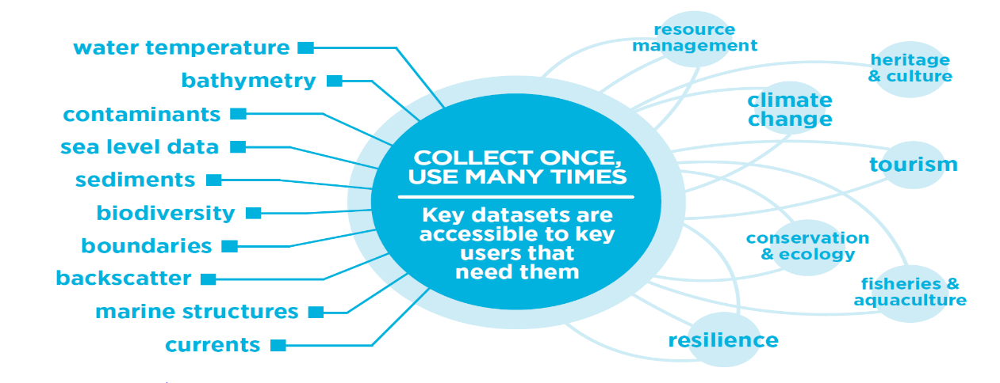 water temperature
bathymetry
contaminants
sea level data
sediments
biodiversity
boundaries
backscatter
marine structures
currents
COLLECT ONCE,
USE MANY TIMES
Key datasets are
accessible to key
users that
need them
resource
management
heritage
& culture
climate
change
tourism
conservation
& ecology
fisheries &
aquaculture
resilience